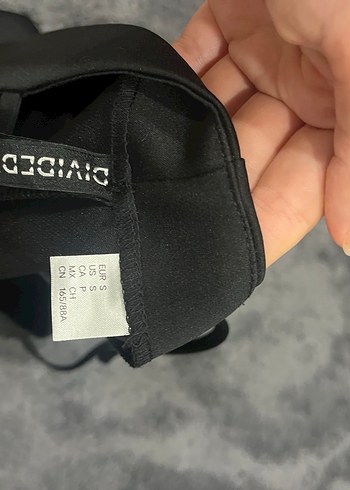 DIVIDED
EUR S
US S
CA P
MX CH
CN 165/88A